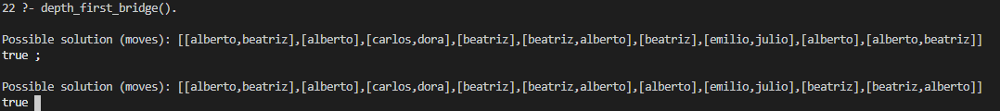 22 ?- depth_first_bridge().
Possible solution (moves): [[alberto,beatriz],[alberto],[carlos,dora],[beatriz],[beatriz,alberto],[beatriz],[emilio,julio],[alberto],[alberto,beatriz]]
true ;
Possible solution (moves): [[alberto,beatriz],[alberto],[carlos,dora],[beatriz],[beatriz,alberto],[alberto],[emilio,julio],[beatriz],[beatriz,alberto]]
true